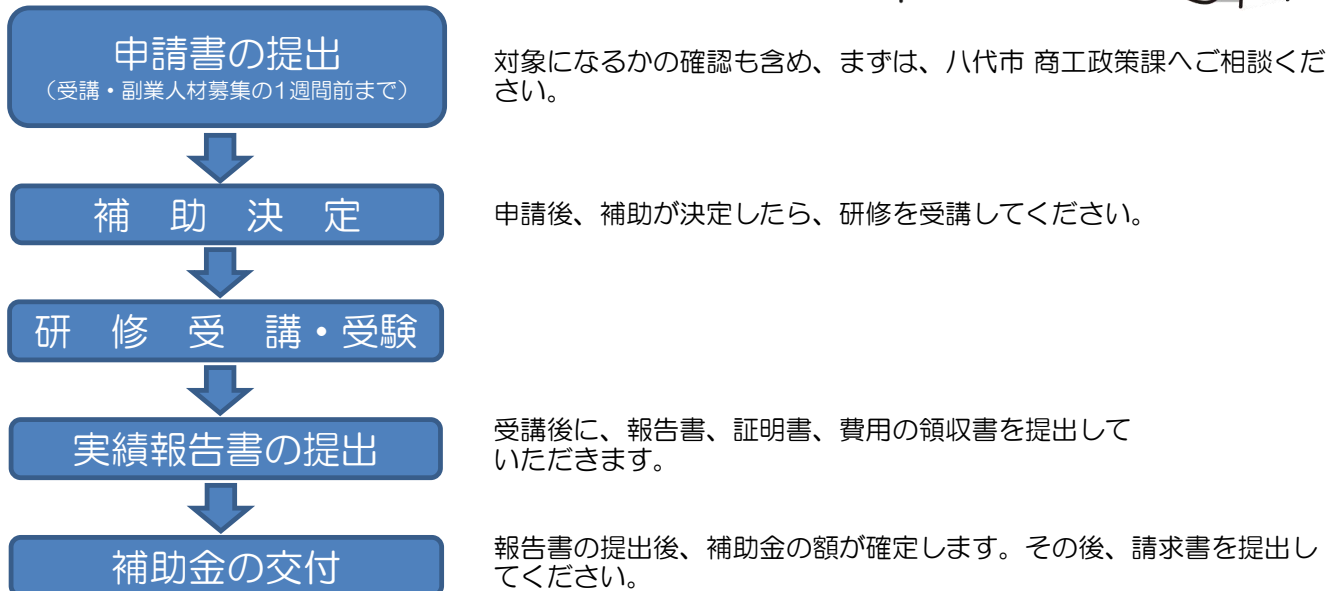 申請書の提出
（受講・副業人材募集の1週間前まで）
対象になるかの確認も含め、まずは、八代市 商工政策課へご相談くだ
さい。
補　助　決　定
申請後、補助が決定したら、研修を受講してください。
研　修　受　講・受験
実績報告書の提出
受講後に、報告書、証明書、費用の領収書を提出して
いただきます。
補助金の交付
報告書の提出後、補助金の額が確定します。その後、請求書を提出し
てください。